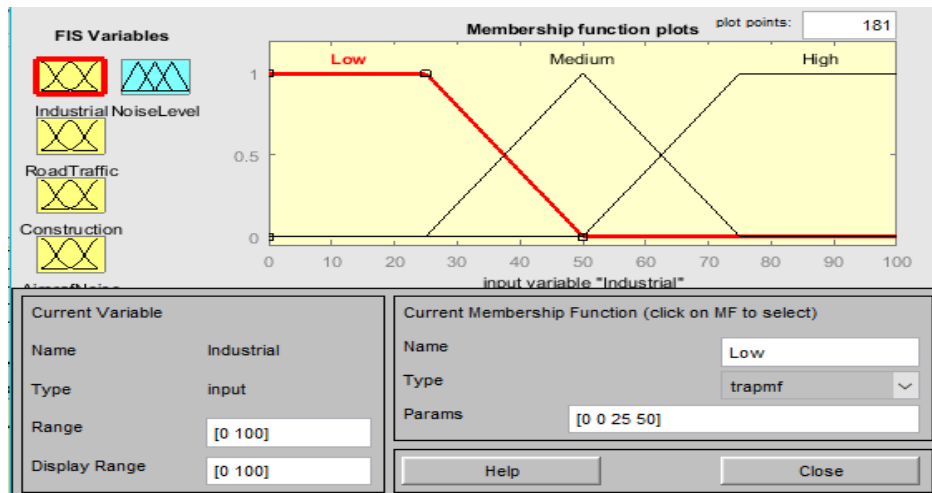 FIS Variables
Membership function plots
plot points:
181
Industrial NoiseLevel
RoadTraffic
Construction
Low
Medium
High
1
0.5
0
0 10 20 30 40 50 60 70 80 90 100
input variable "Industrial"
Current Variable
Name Industrial
Type input
Range [0 100]
Display Range [0 100]
Current Membership Function (click on MF to select)
Name Low
Type trapmf
Params [0 0 25 50]
Help
Close